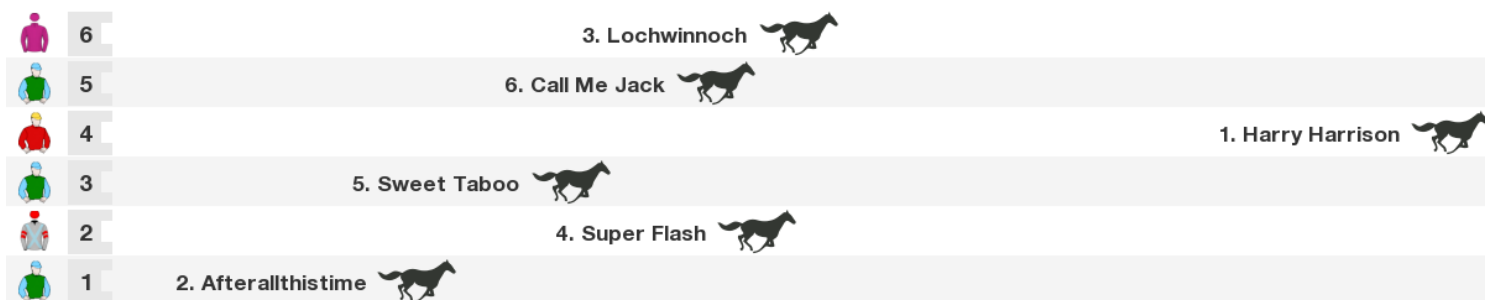 6 3. Lochwinnoch
5 6. Call Me Jack
4 1. Harry Harrison
3 5. Sweet Taboo
2 4. Super Flash
1 2. Afterallthistime